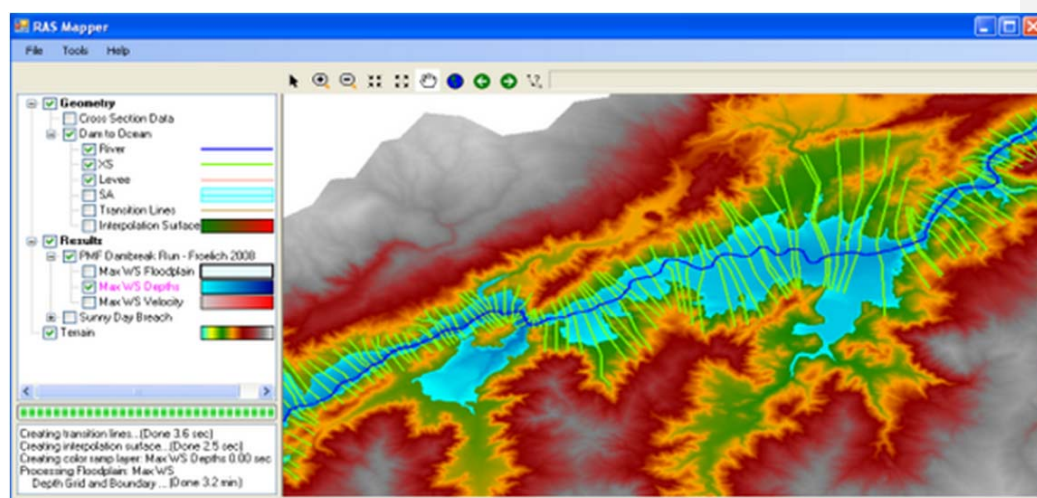 RAS Mapper
File Tools Help
Geometry
Cross Section Data
Dam to Ocean
River
XS
Levee
SA
Transition Lines
Interpolation Surface
Results
PMF Dambreak Run - Froelich 2008
Max WS Floodplain
Max WS Depths
Max WS Velocity
Sunny Day Breach
Terrain
Creating transition lines...(Done 3.6 sec)
Creating interpolation surface...(Done 2.5 sec)
Creating color ramp layer: Max WS Depths 0.00 sec
Processing Floodplain: Max WS
Depth Grid and Boundary ... (Done 3.2 min)